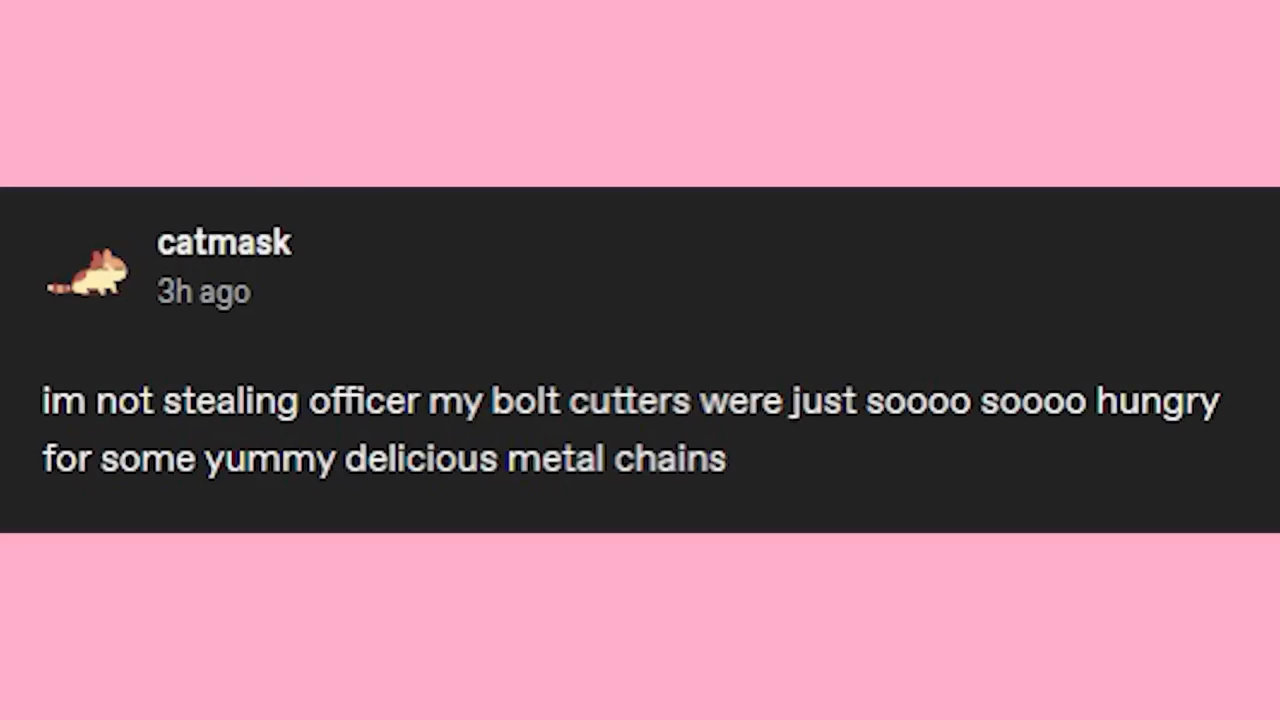 catmask
3h ago
im not stealing officer my bolt cutters were just soooo soooo hungry
for some yummy delicious metal chains